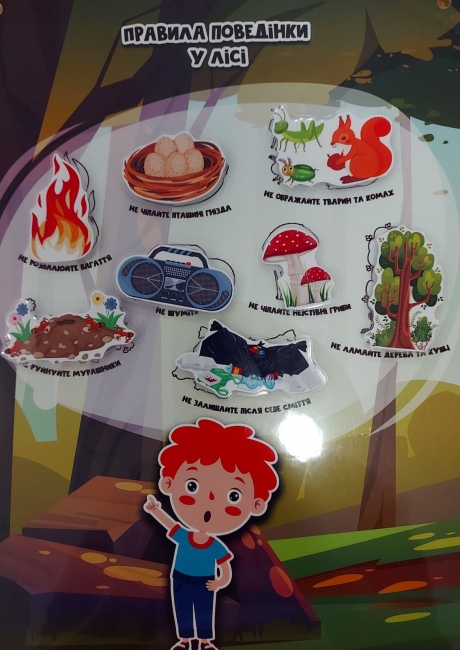 ПРАВИЛА ПОВЕДІНКИ
У ЛІСІ
НЕ ЧІПАЙТЕ ПТАШИНІ ГНІЗДА
НЕ ОБРАЖАЙТЕ ТВАРИН ТА КОМАХ
НЕ РОЗПАЛЮЙТЕ БАГАТТЯ
НЕ ШУМІТЬ
НЕ ЧІПАЙТЕ НЕЇСТІВНІ ГРИБИ
НЕ ЛАМАЙТЕ ДЕРЕВА ТА КУЩІ
РУЙНУЙТЕ МУРАШНИКИ
НЕ ЗАЛИШАЙТЕ ПІСЛЯ СЕБЕ СМІТТЯ